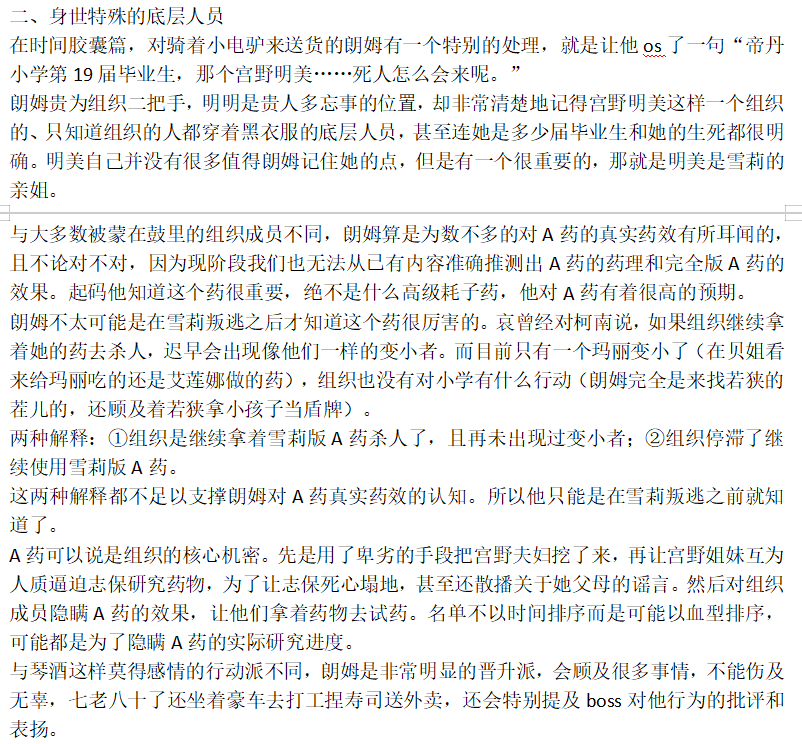 二、身世特殊的底层人员
在时间胶囊篇，对骑着小电驴来送货的朗姆有一个特别的处理，就是让他 os 了一句“帝丹
小学第 19 届毕业生，那个宫野明美……死人怎么会来呢。”
朗姆贵为组织二把手，明明是贵人多忘事的位置，却非常清楚地记得宫野明美这样一个组织
的、只知道组织的人都穿着黑衣服的底层人员，甚至连她是多少届毕业生和她的生死都很明
确。明美自己并没有很多值得朗姆记住她的点，但是有一个很重要的，那就是明美是雪莉的
亲姐。
与大多数被蒙在鼓里的组织成员不同，朗姆算是为数不多的对 A 药的真实药效有所耳闻的，
且不论对不对，因为现阶段我们也无法从已有内容准确推测出 A 药的药理和完全版 A 药的
效果。起码他知道这个药很重要，绝不是什么高级耗子药，他对 A 药有着很高的预期。
朗姆不太可能是在雪莉叛逃之后才知道这个药很厉害的。哀曾经对柯南说，如果组织继续拿
着她的药去杀人，迟早会出现像他们一样的变小者。而目前只有一个玛丽变小了（在贝姐看
来给玛丽吃的还是艾莲娜做的药），组织也没有对小学有什么行动（朗姆完全是来找若狭的
茬儿的，还顾及着若狭拿小孩子当盾牌）。
两种解释：①组织是继续拿着雪莉版 A 药杀人了，且再未出现过变小者；②组织停滞了继
续使用雪莉版 A 药。
这两种解释都不足以支撑朗姆对 A 药真实药效的认知。所以他只能是在雪莉叛逃之前就知
道了。
A 药可以说是组织的核心机密。先是用了卑劣的手段把宫野夫妇挖了来，再让宫野姐妹互为
人质逼迫志保研究药物，为了让志保死心塌地，甚至还散播关于她父母的谣言。然后对组织
成员隐瞒 A 药的效果，让他们拿着药物去试药。名单不以时间排序而是可能以血型排序，
可能都是为了隐瞒 A 药的实际研究进度。
与琴酒这样莫得感情的行动派不同，朗姆是非常明显的晋升派，会顾及很多事情，不能伤及
无辜，七老八十了还坐着豪车去打工捏寿司送外卖，还会特别提及 boss 对他行为的批评和
表扬。